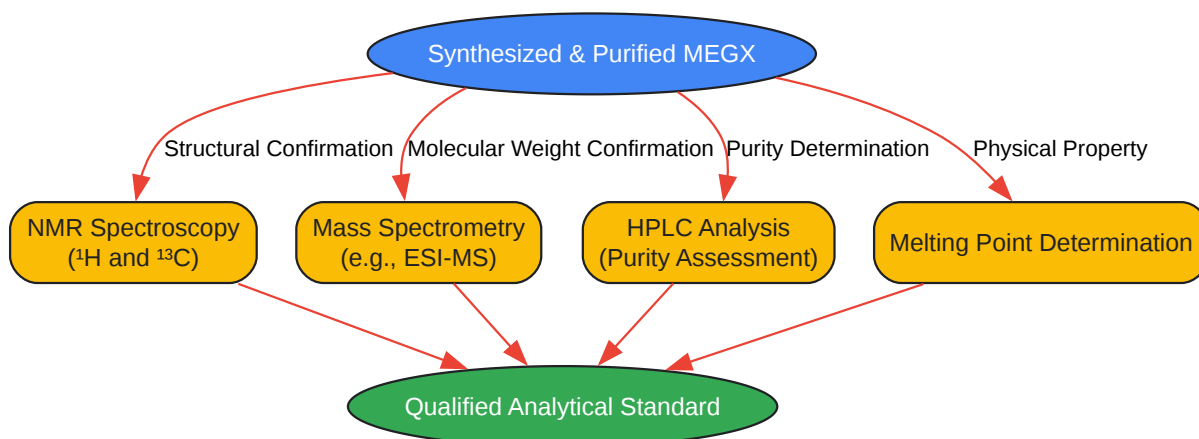 Synthesized & Purified MEGX
Structural Confirmation
Molecular Weight Confirmation
Purity Determination
Physical Property
NMR Spectroscopy
(¹H and ¹³C)
Mass Spectrometry
(e.g., ESI-MS)
HPLC Analysis
(Purity Assessment)
Melting Point Determination
Qualified Analytical Standard